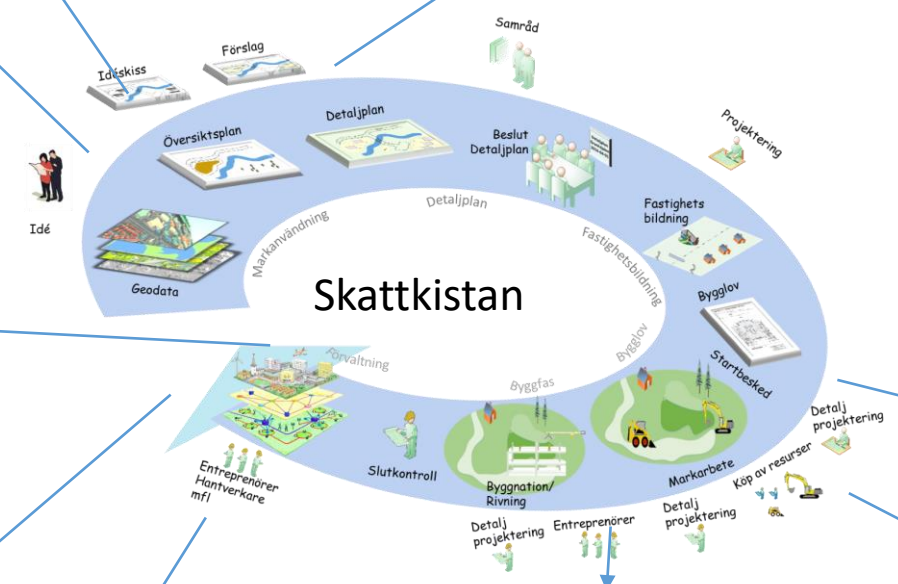 Samråd
Förslag
Idéskiss
Projektering
Detaljplan
Översiktsplan
Beslut
Detaljplan
Detaljplan
Fastighets
bildning
Idé
Markanvändning
Fastighetsbildning
Geodata
Skattkistan
Bygglov
Bygglov
Förvaltning
Startbesked
Byggfas
Detalj
projektering
Slutkontroll
Markarbete
Köp av resurser
Entreprenörer
Hantverkare
mfl
Byggnation/
Rivning
Detalj
projektering
Entreprenörer
Detalj
projektering